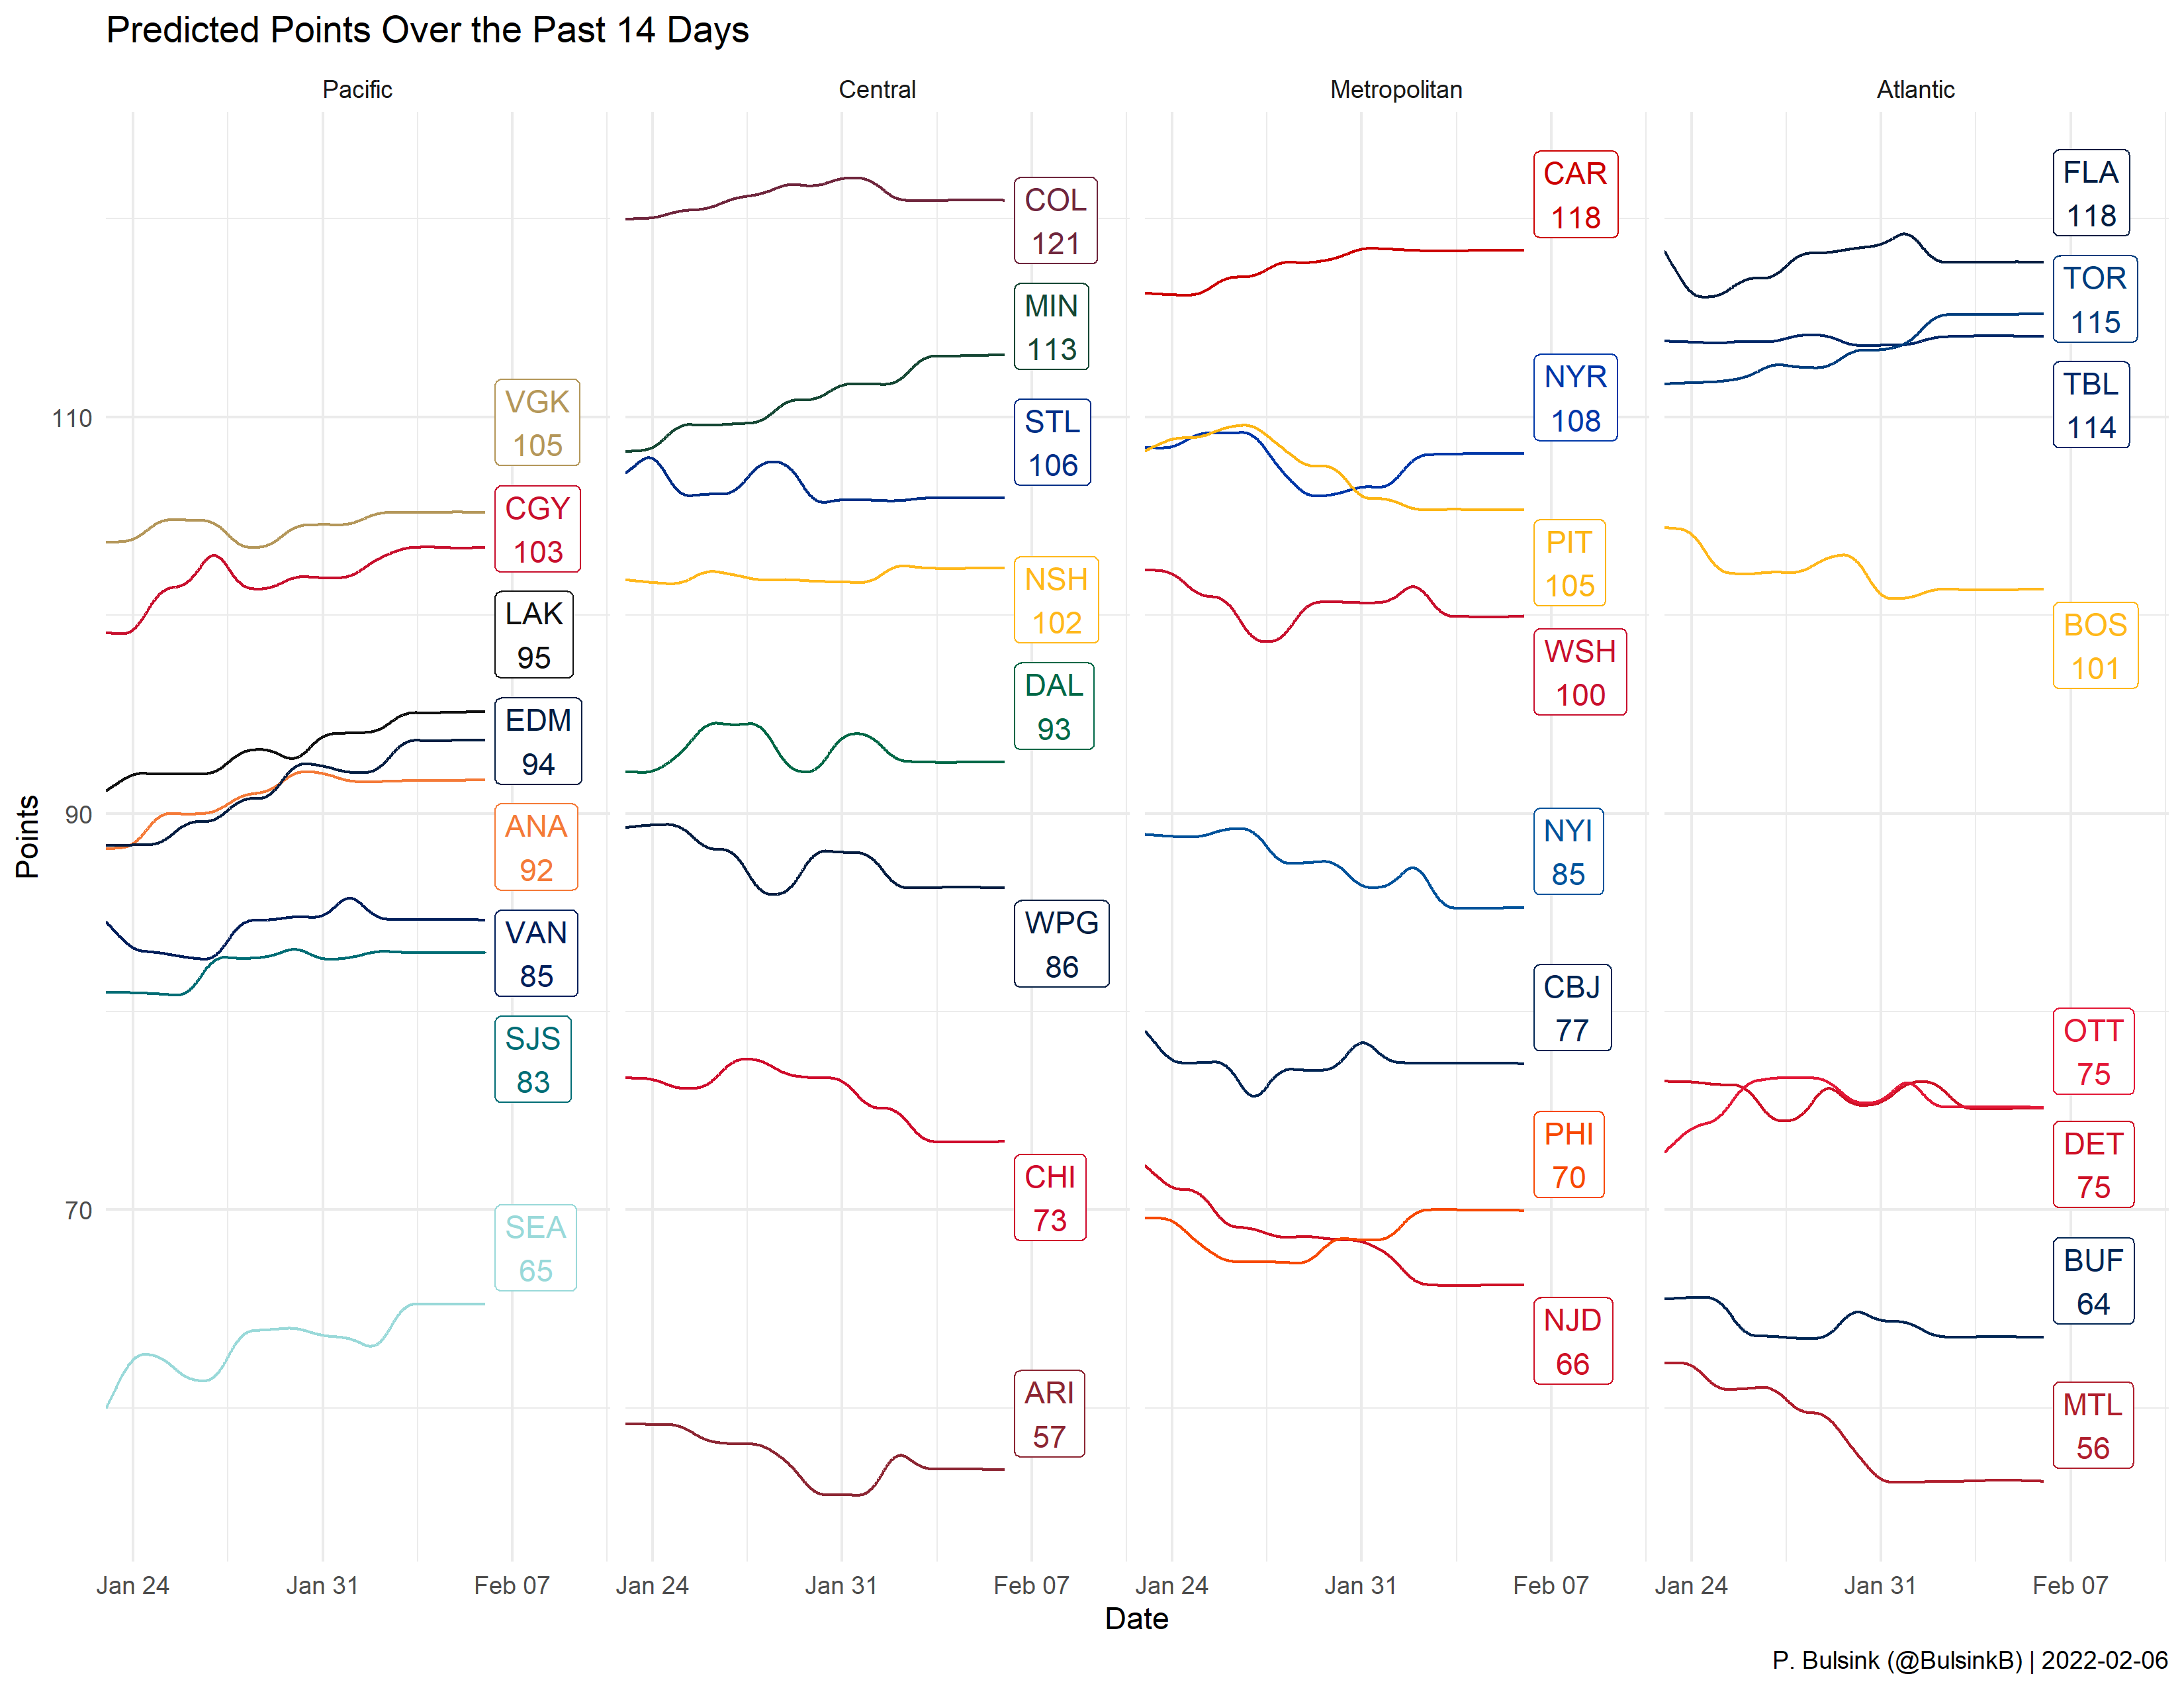 Predicted Points Over the Past 14 Days
Pacific
Central
Metropolitan
Atlantic
Points
110
90
70
VGK
105
CGY
103
LAK
95
EDM
94
ANA
92
VAN
85
SJS
83
SEA
65
COL
121
MIN
113
STL
106
NSH
102
DAL
93
WPG
86
CHI
73
ARI
57
CAR
118
NYR
108
PIT
105
WSH
100
NYI
85
CBJ
77
PHI
70
NJD
66
FLA
118
TOR
115
TBL
114
BOS
101
OTT
75
DET
75
BUF
64
MTL
56
Jan 24 Jan 31 Feb 07
Jan 24 Jan 31 Feb 07
Jan 24 Jan 31 Feb 07
Jan 24 Jan 31 Feb 07
Date
P. Bulsink (@BulsinkB) | 2022-02-06